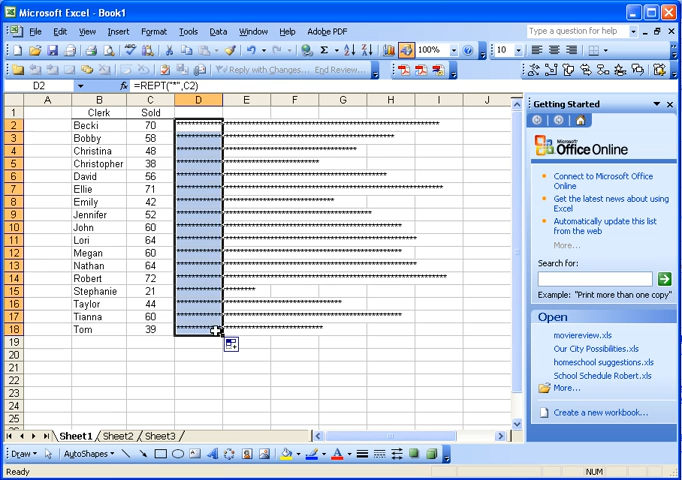 Microsoft Excel - Book1
File Edit View Insert Format Tools Data Window Help Adobe PDF
Type a question for help
100% 10
Reply with Changes... End Review...
D2 fx =REPT("*",C2)
A B C D E F G H I J
1 Clerk Sold
2 Becki 70
3 Bobby 58
4 Christina 48
5 Christopher 38
6 David 56
7 Ellie 71
8 Emily 42
9 Jennifer 52
10 John 60
11 Lori 64
12 Megan 60
13 Nathan 64
14 Robert 72
15 Stephanie 21
16 Taylor 44
17 Tianna 60
18 Tom 39
19
20
21
22
23
24
25
Sheet1 Sheet2 Sheet3
Draw AutoShapes
Ready NUM
Getting Started
Microsoft
Office Online
Connect to Microsoft Office
Online
Get the latest news about using
Excel
Automatically update this list
from the web
More...
Search for:
Example: "Print more than one copy"
Open
moviereview.xls
Our City Possibilities.xls
homeschool suggestions.xls
School Schedule Robert.xls
More...
Create a new workbook...